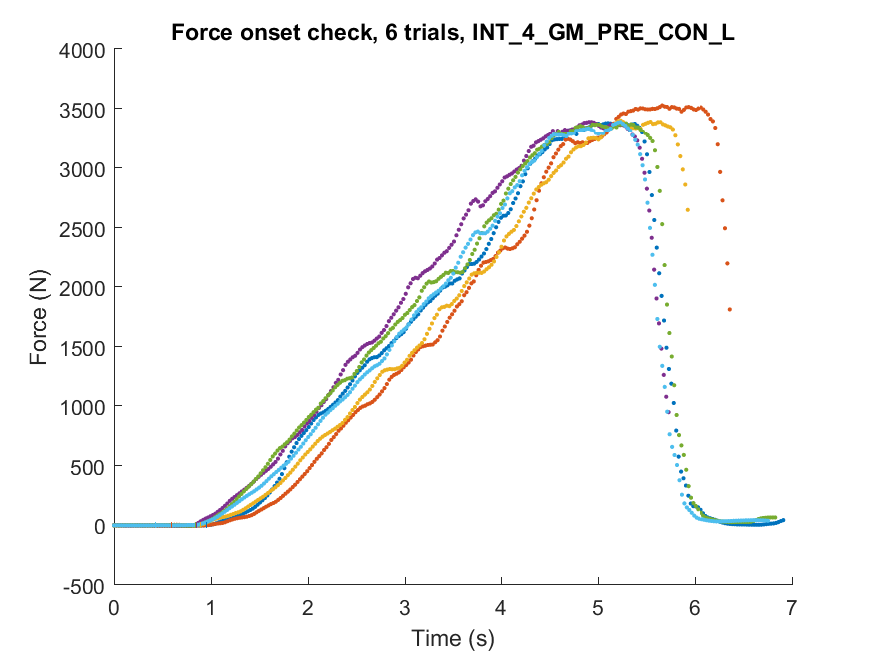 Force onset check, 6 trials, INT_4_GM_PRE_CON_L
4000
3500
3000
2500
2000
1500
1000
500
0
-500
Force (N)
0 1 2 3 4 5 6 7
Time (s)